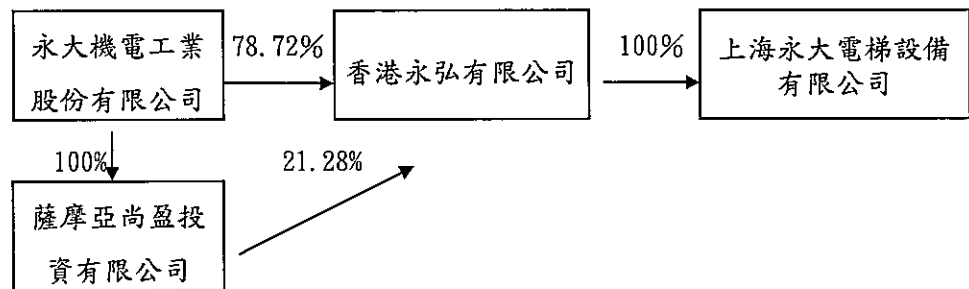 永大機電工業
股份有限公司
78.72%
香港永弘有限公司
100%
上海永大電梯設備
有限公司
100%
21.28%
薩摩亞尚盈投
資有限公司